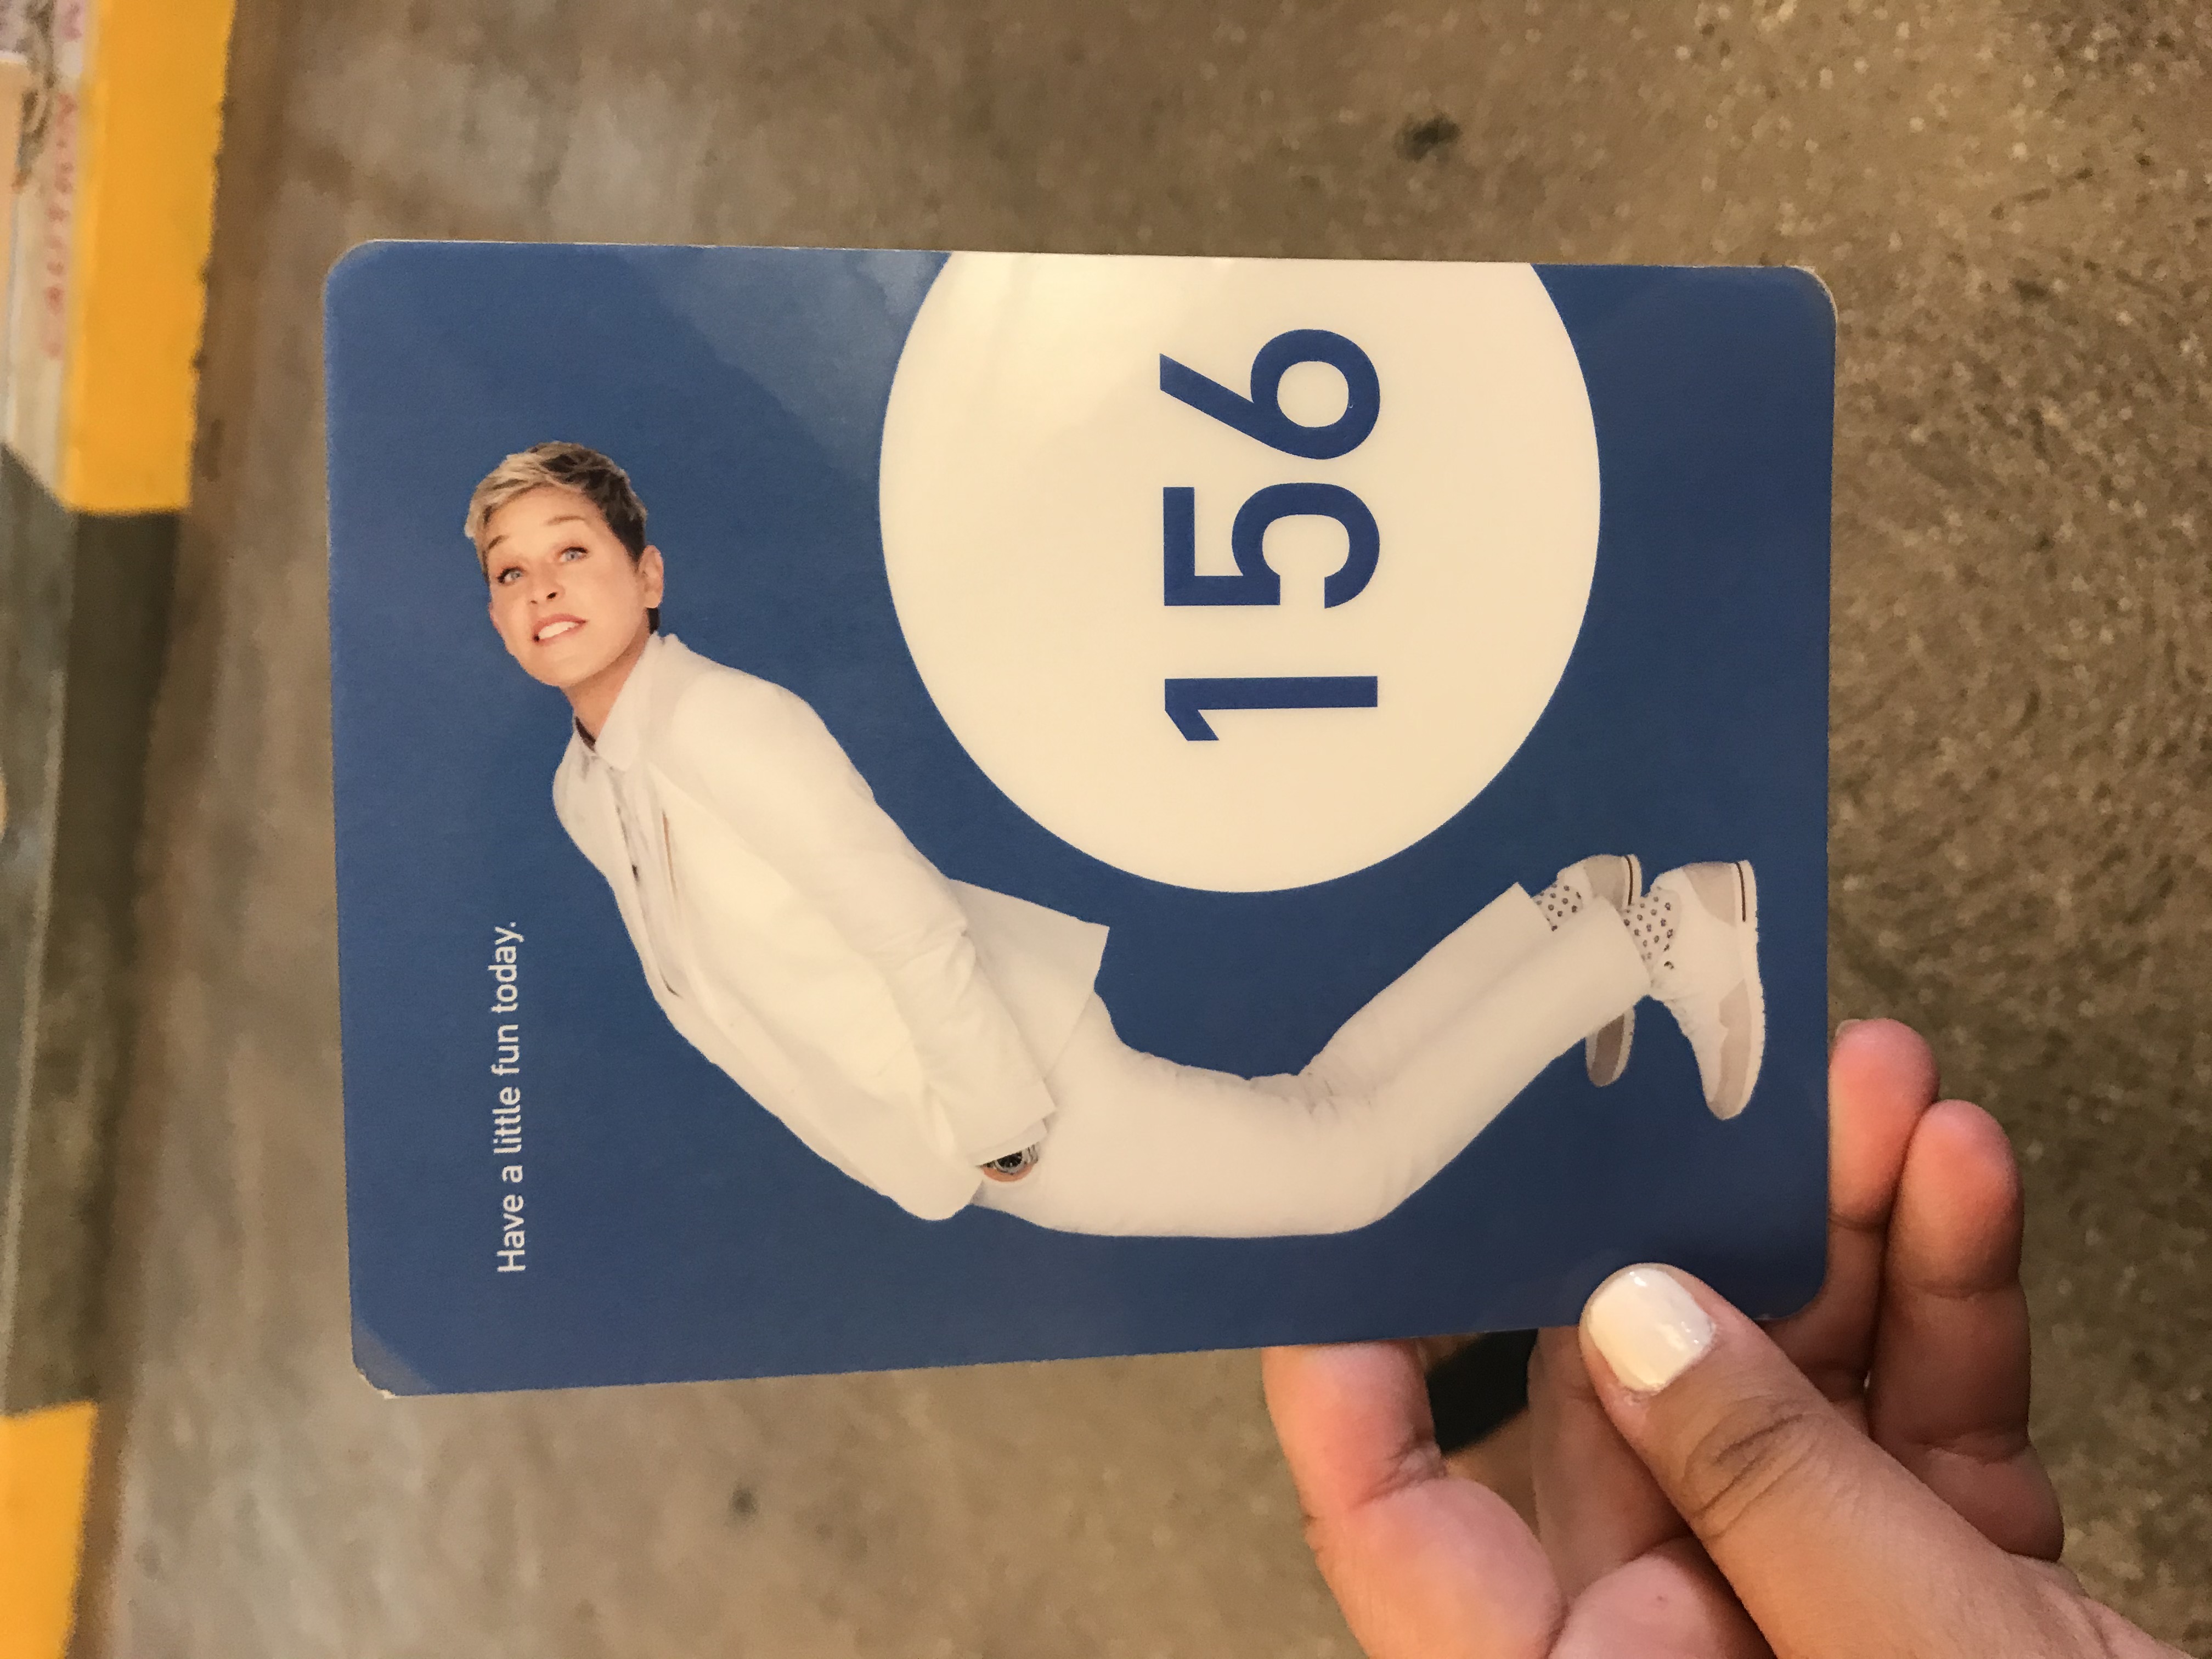 Have a little fun today.
156